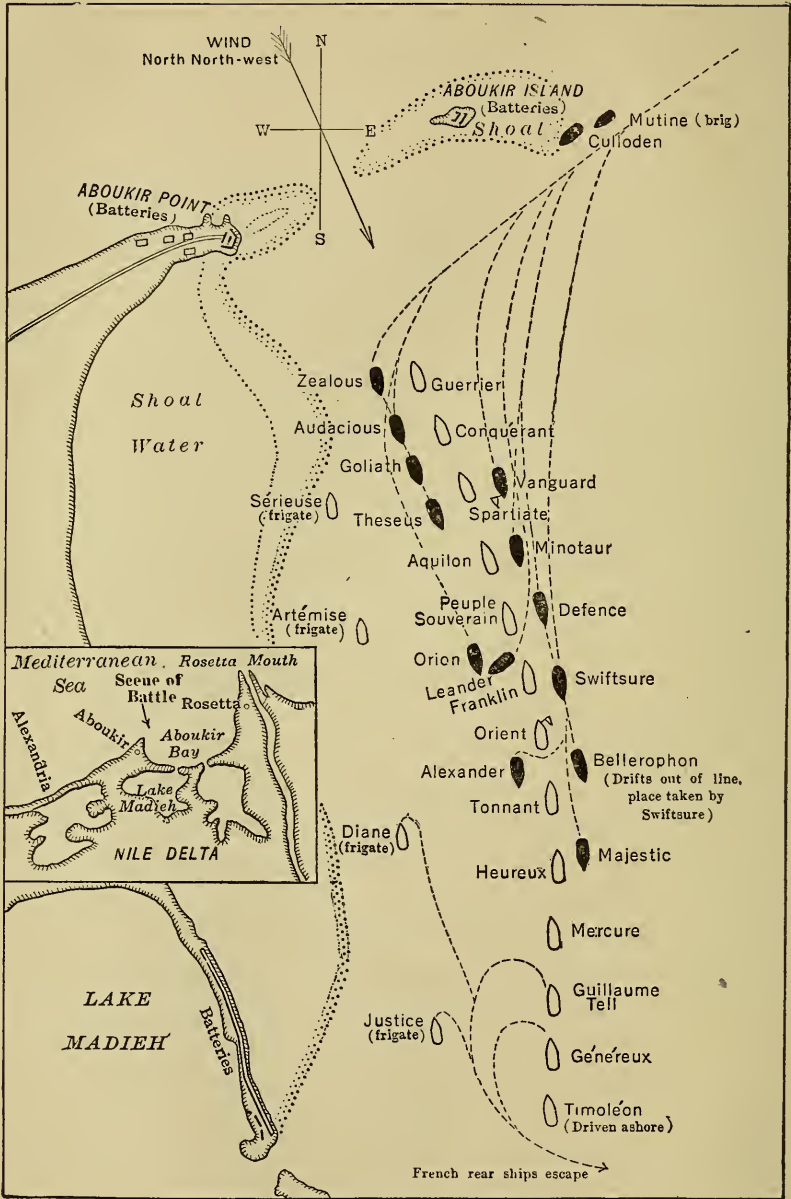 WIND
North North-west
N
W
E
S
ABOUKIR ISLAND
(Batteries)
Shoal
Mutine (brig)
Culloden
ABOUKIR POINT
(Batteries)
Shoal
Water
Zealous
Guerrier
Audacious
Conquérant
Goliath
Vanguard
Sérieuse
(frigate)
Theseus
Spartiate
Aquilon
Minotaur
Artémise
(frigate)
Peuple
Souverain
Defence
Orion
Leander
Franklin
Swiftsure
Orient
Alexander
Bellerophon
(Drifts out of line,
place taken by
Swiftsure)
Tonnant
Diane
(frigate)
Heureux
Majestic
Mercure
Guillaume
Tell
Justice
(frigate)
Généreux
Timoléon
(Driven ashore)
French rear ships escape
Mediterranean
Sea
Rosetta Mouth
Scene of
Battle
Rosetta
Alexandria
Aboukir
Aboukir
Bay
Lake
Madieh
NILE DELTA
LAKE
MADIEH
Batteries